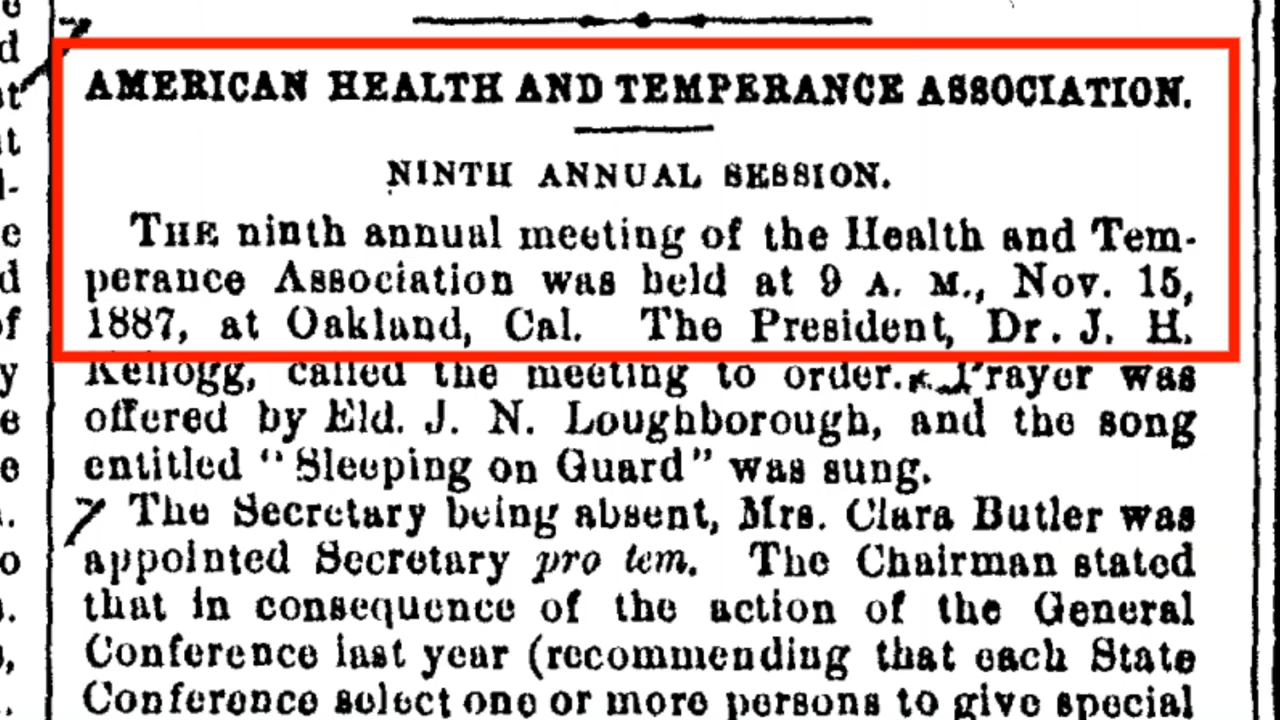 AMERICAN HEALTH AND TEMPERANCE ASSOCIATION.
NINTH ANNUAL SESSION.
THE ninth annual meeting of the Health and Tem-
perance Association was held at 9 A. M., Nov. 15,
1887, at Oakland, Cal. The President, Dr. J. H.
Kellogg, called the meeting to order. Prayer was
offered by Eld. J. N. Loughborough, and the song
entitled "Sleeping on Guard" was sung.
The Secretary being absent, Mrs. Clara Butler was
appointed Secretary pro tem. The Chairman stated
that in consequence of the action of the General
Conference last year (recommending that each State
Conference select one or more persons to give special